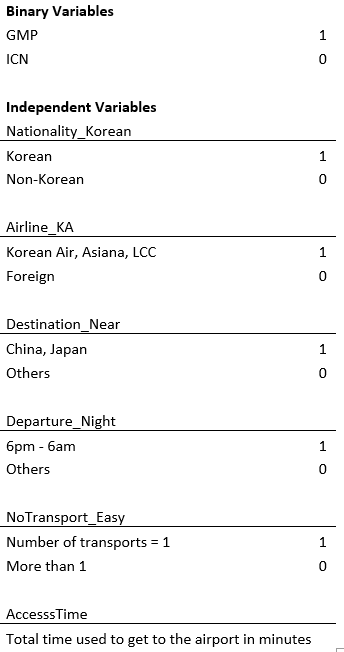 Binary Variables
GMP 1
ICN 0
Independent Variables
Nationality_Korean
Korean 1
Non-Korean 0
Airline_KA
Korean Air, Asiana, LCC 1
Foreign 0
Destination_Near
China, Japan 1
Others 0
Departure_Night
6pm - 6am 1
Others 0
NoTransport_Easy
Number of transports = 1 1
More than 1 0
AccesssTime
Total time used to get to the airport in minutes